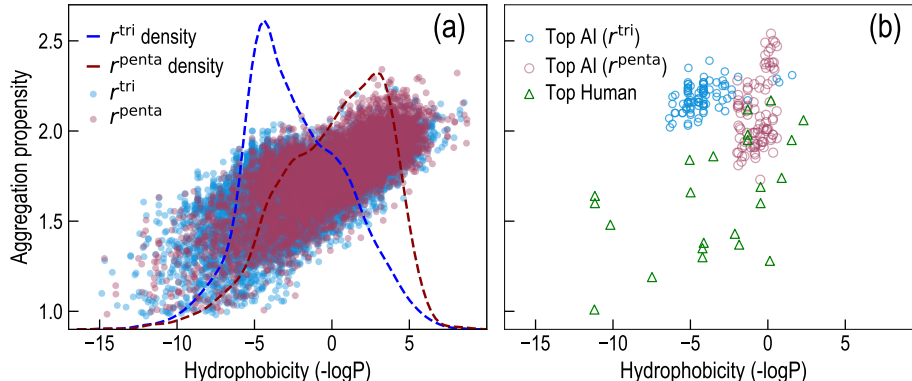 (a)
r^tri density
r^penta density
r^tri
r^penta
2.5
2.0
1.5
1.0
Aggregation propensity
−15
−10
−5
0
5
Hydrophobicity (-logP)
(b)
Top AI (r^tri)
Top AI (r^penta)
Top Human
−15
−10
−5
0
5
Hydrophobicity (-logP)